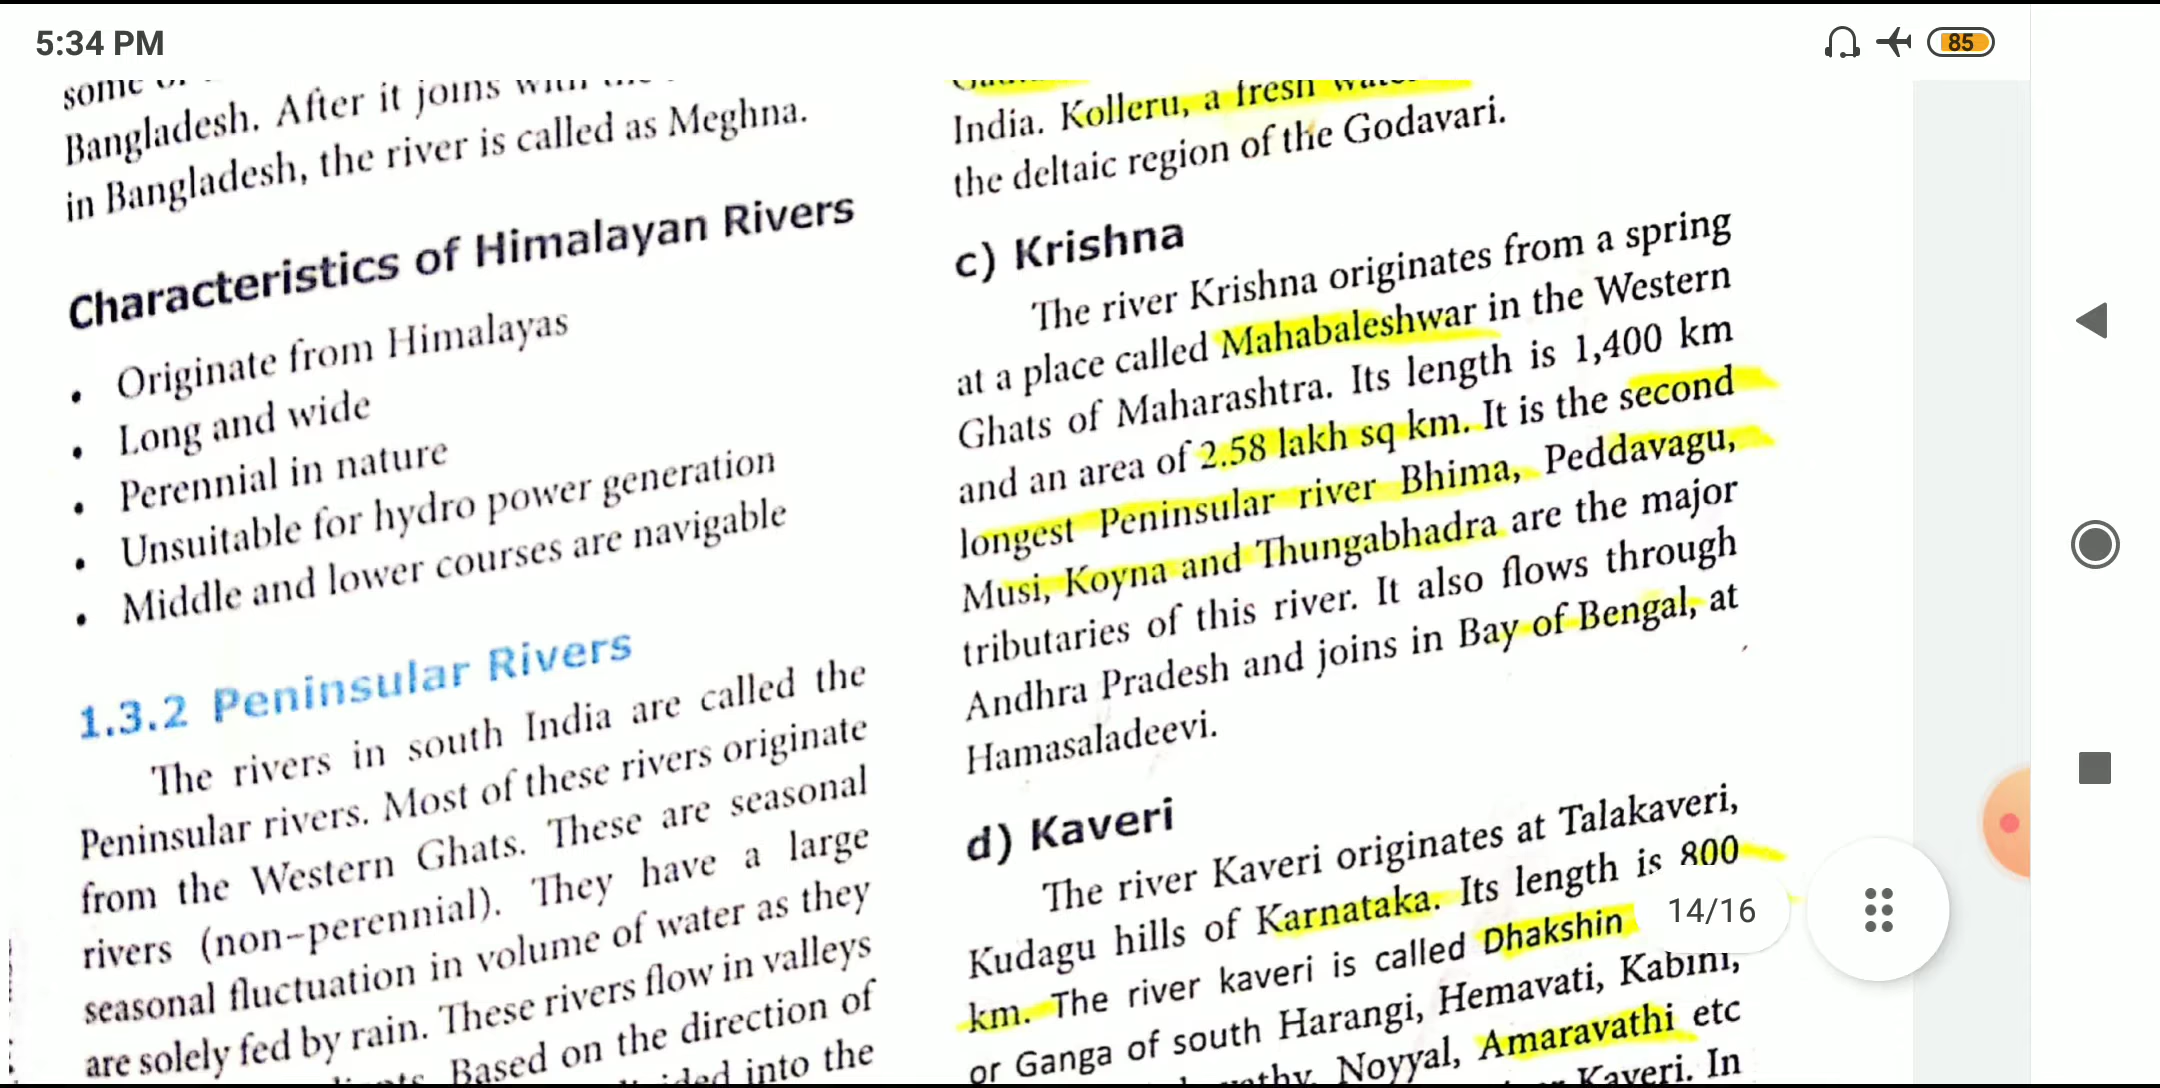 5:34 PM
85
some
Bangladesh. After it joins with
in Bangladesh, the river is called as Meghna.
Characteristics of Himalayan Rivers
• Originate from Himalayas
• Long and wide
• Perennial in nature
• Unsuitable for hydro power generation
• Middle and lower courses are navigable
1.3.2 Peninsular Rivers
The rivers in south India are called the
Peninsular rivers. Most of these rivers originate
from the Western Ghats. These are seasonal
rivers (non-perennial). They have a large
seasonal fluctuation in volume of water as they
are solely fed by rain. These rivers flow in valleys
Based on the direction of
into the
India. Kolleru, a fresh
the deltaic region of the Godavari.
c) Krishna
The river Krishna originates from a spring
at a place called Mahabaleshwar in the Western
Ghats of Maharashtra. Its length is 1,400 km
and an area of 2.58 lakh sq km. It is the second
longest Peninsular river Bhima, Peddavagu,
Musi, Koyna and Thungabhadra are the major
tributaries of this river. It also flows through
Andhra Pradesh and joins in Bay of Bengal, at
Hamasaladeevi.
d) Kaveri
The river Kaveri originates at Talakaveri,
Kudagu hills of Karnataka. Its length is 800
km. The river kaveri is called Dhakshin
or Ganga of south Harangi, Hemavati, Kabini,
Noyyal, Amaravathi etc
Kaveri. In
14/16